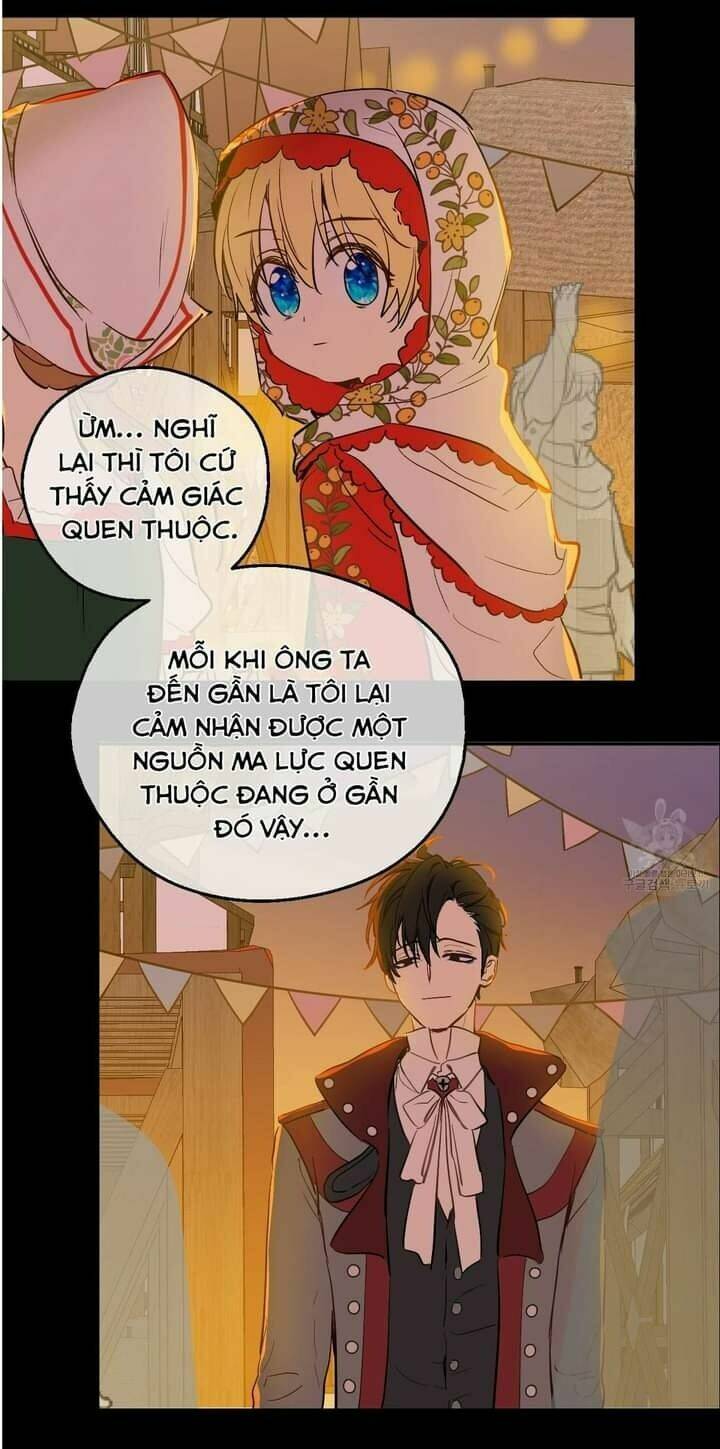 ỪM... NGHĨ
LẠI THÌ TÔI CỨ
THẤY CẢM GIÁC
QUEN THUỘC.
MỖI KHI ÔNG TA
ĐẾN GẦN LÀ TÔI LẠI
CẢM NHẬN ĐƯỢC MỘT
NGUỒN MA LỰC QUEN
THUỘC ĐANG Ở GẦN
ĐÓ VẬY...